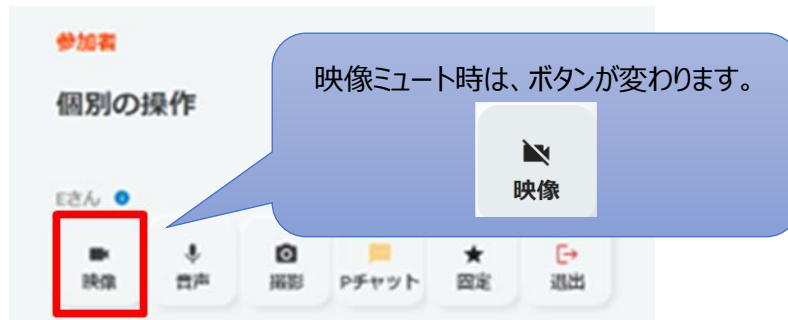 参加者
映像ミュート時は、ボタンが変わります。
個別の操作
映像
Eさん
映像 音声 撮影 Pチャット 固定 退出